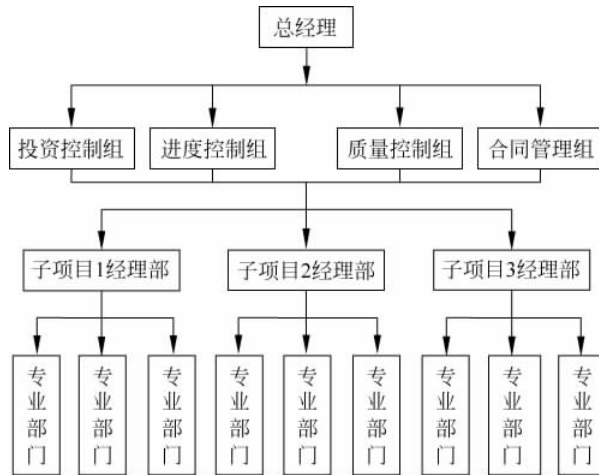 总经理
投资控制组 进度控制组 质量控制组 合同管理组
子项目1经理部 子项目2经理部 子项目3经理部
专业部门 专业部门 专业部门 专业部门 专业部门 专业部门 专业部门 专业部门 专业部门